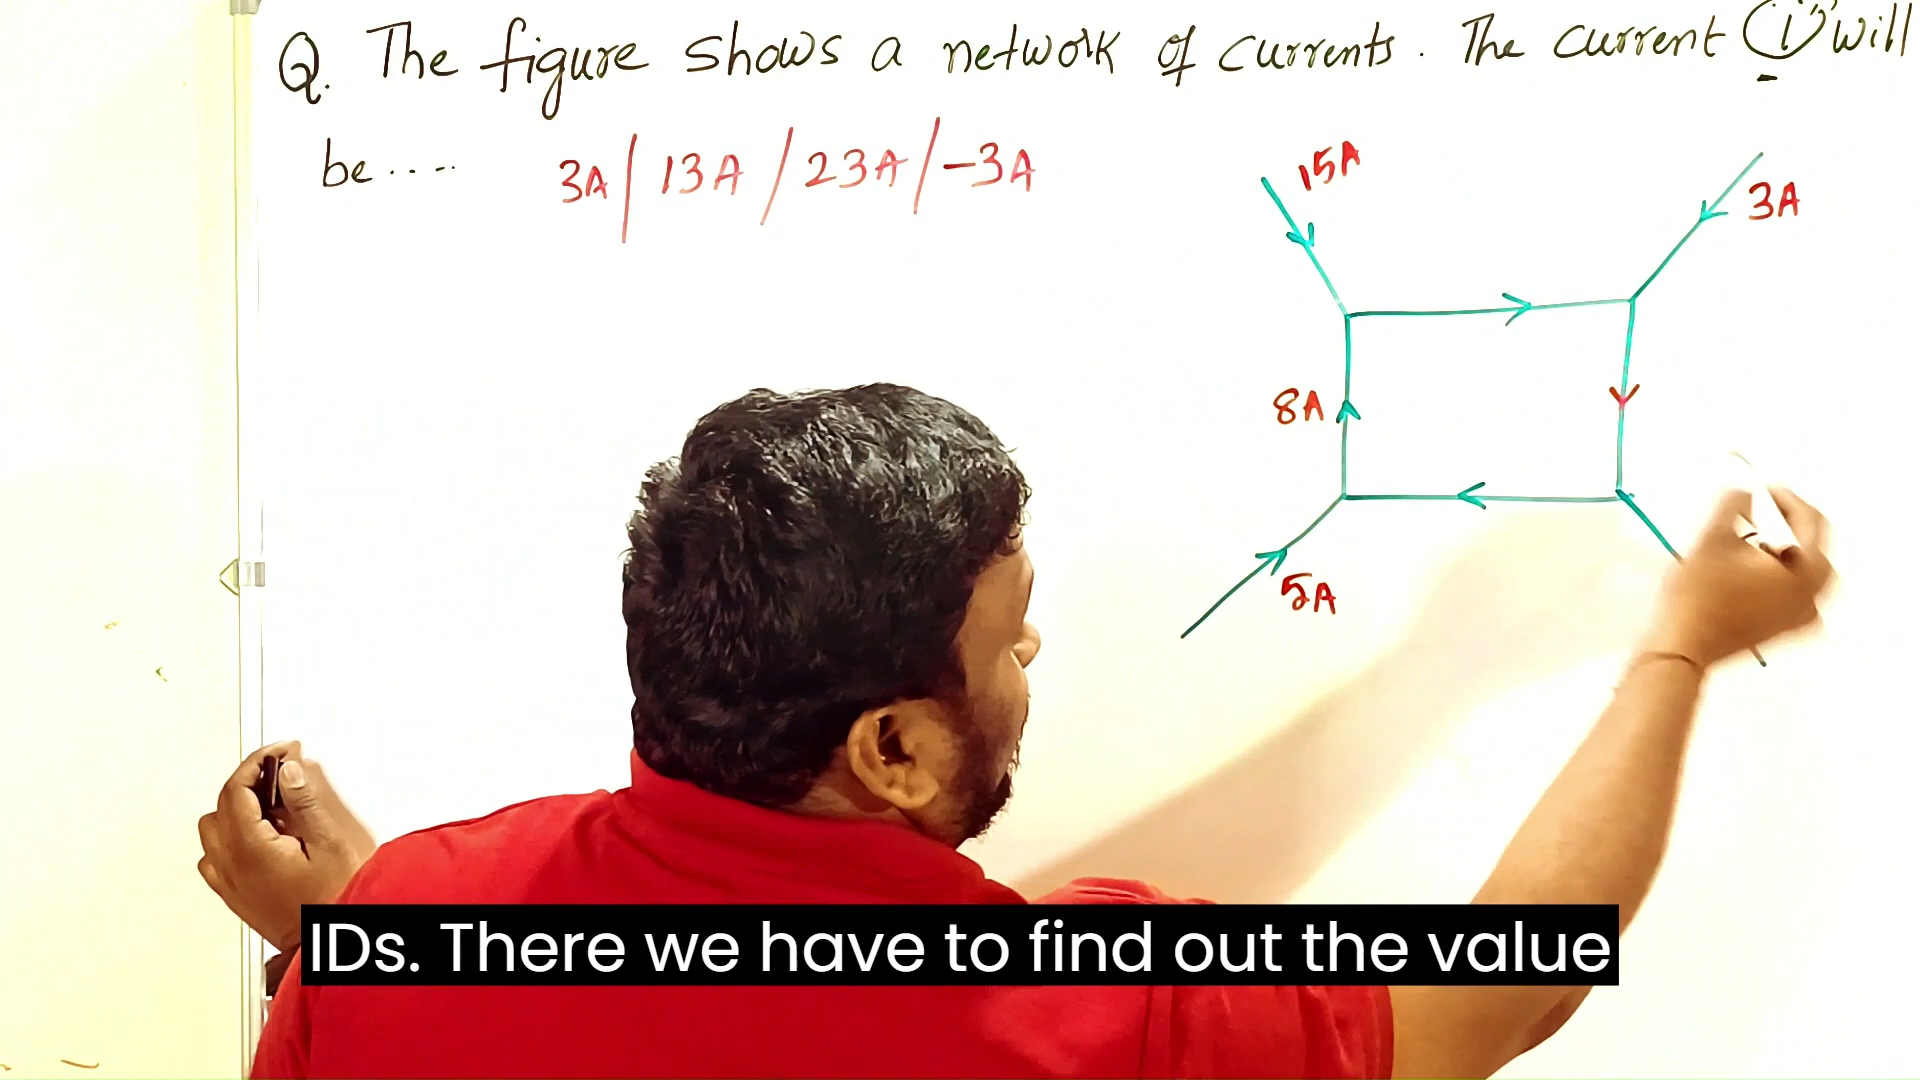 Q. The figure shows a network of currents. The current "i" will
be.....
3A / 13A / 23A / -3A
15A
3A
8A
5A
IDs. There we have to find out the value